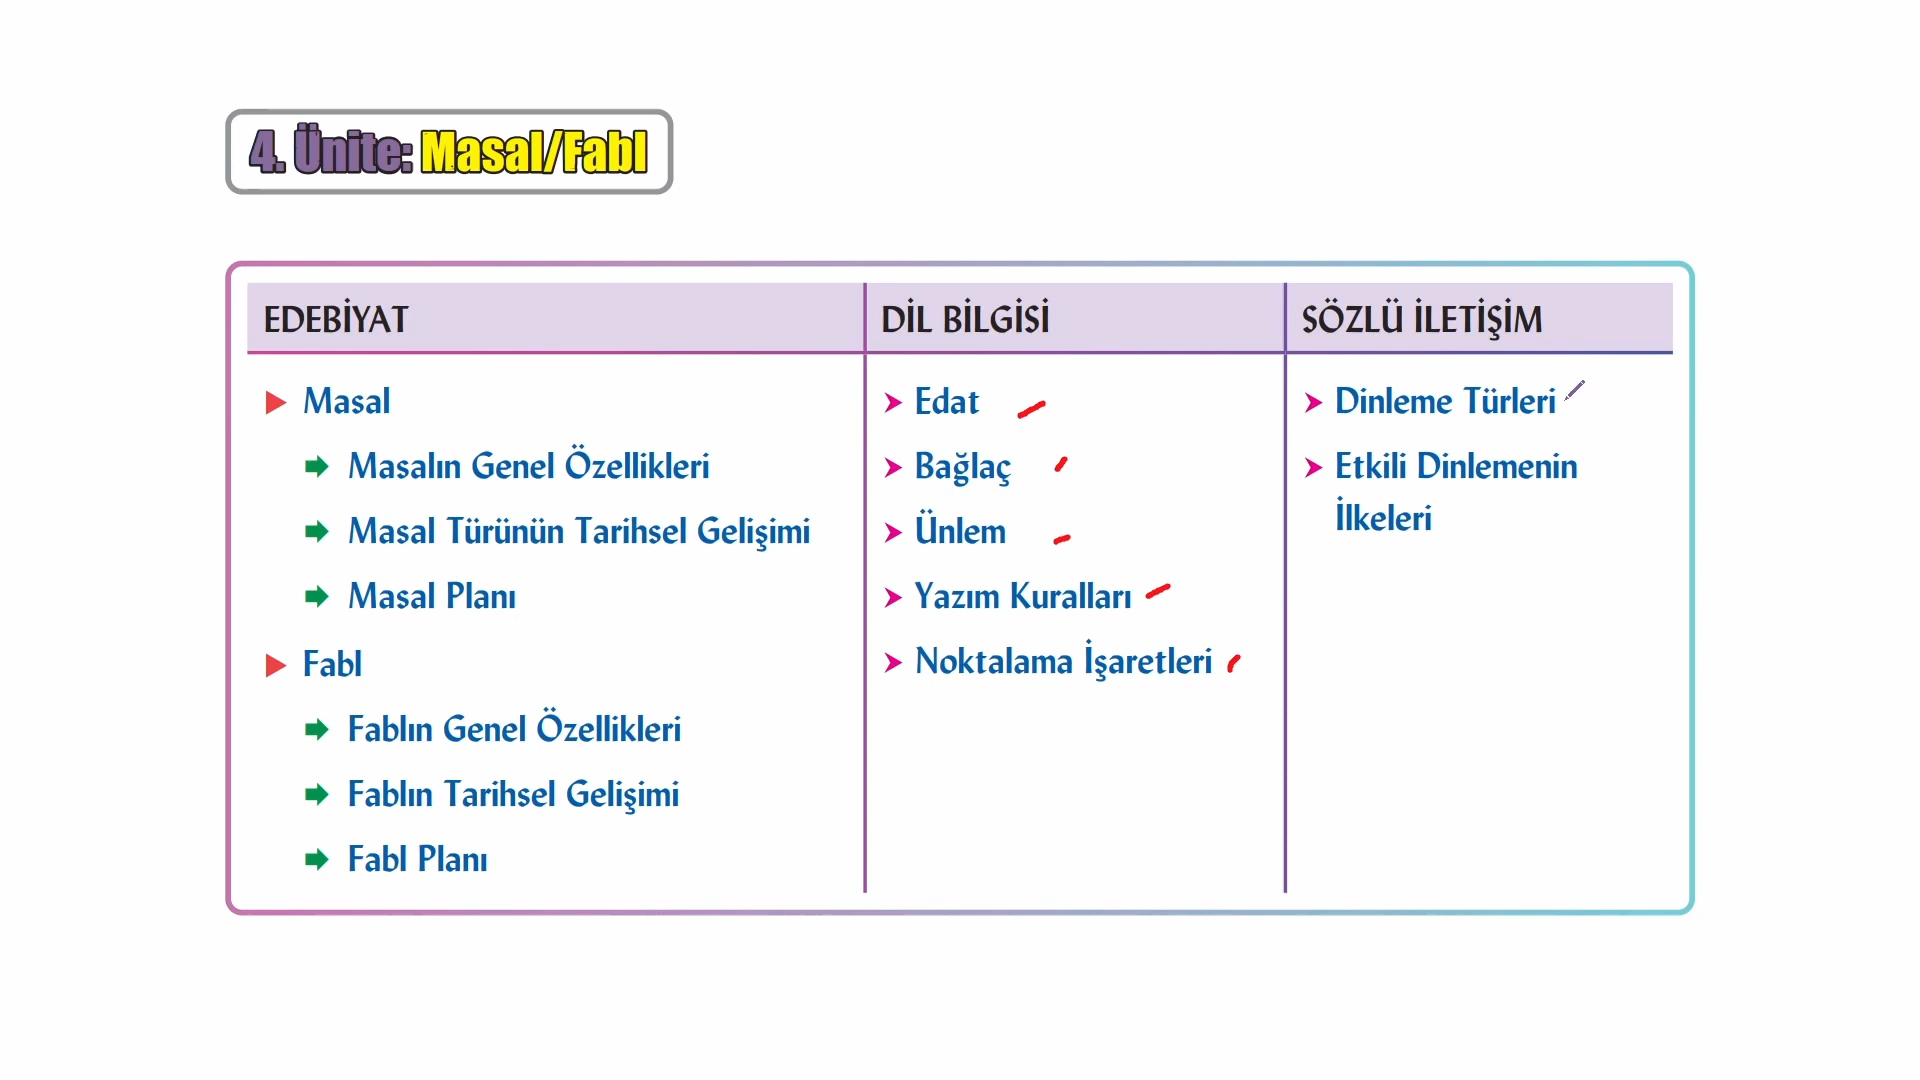 4. Ünite: Masal/Fabl
EDEBİYAT
Masal
Masalın Genel Özellikleri
Masal Türünün Tarihsel Gelişimi
Masal Planı
Fabl
Fablın Genel Özellikleri
Fablın Tarihsel Gelişimi
Fabl Planı
DİL BİLGİSİ
Edat
Bağlaç
Ünlem
Yazım Kuralları
Noktalama İşaretleri
SÖZLÜ İLETİŞİM
Dinleme Türleri
Etkili Dinlemenin
İlkeleri